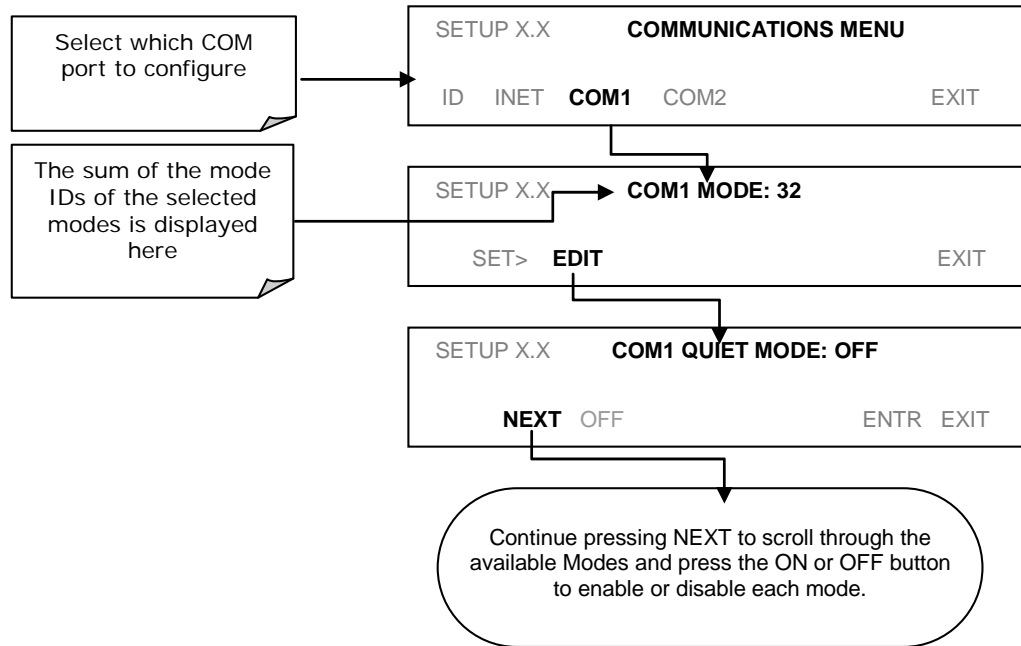 Select which COM
port to configure
SETUP X.X COMMUNICATIONS MENU
ID INET COM1 COM2 EXIT
The sum of the mode
IDs of the selected
modes is displayed
here
SETUP X.X COM1 MODE: 32
SET> EDIT EXIT
SETUP X.X COM1 QUIET MODE: OFF
NEXT OFF ENTR EXIT
Continue pressing NEXT to scroll through the
available Modes and press the ON or OFF button
to enable or disable each mode.